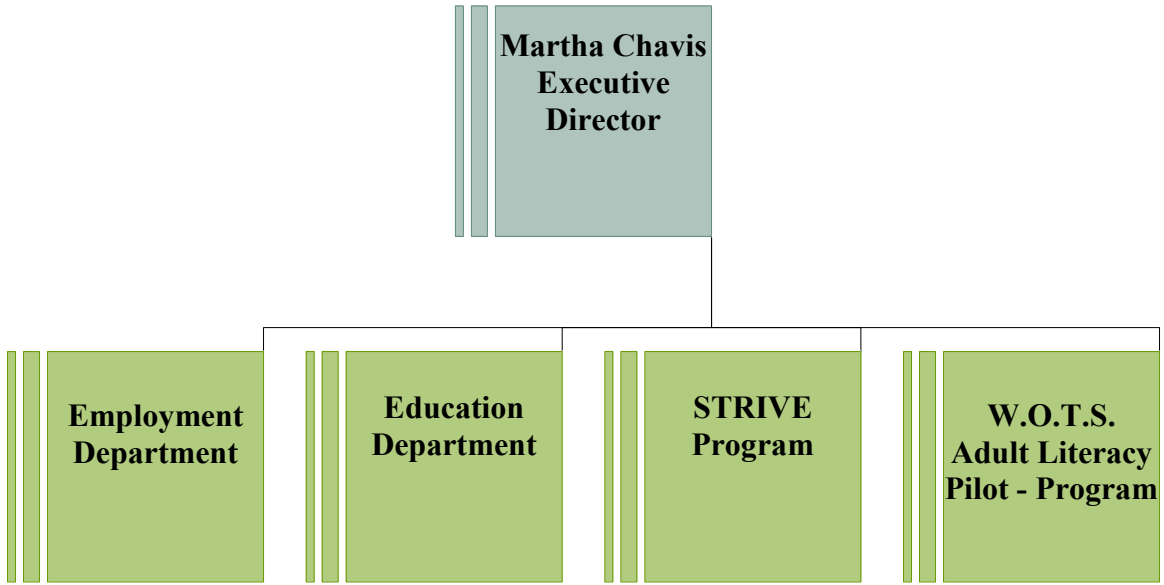 Martha Chavis
Executive
Director
Employment
Department
Education
Department
STRIVE
Program
W.O.T.S.
Adult Literacy
Pilot - Program